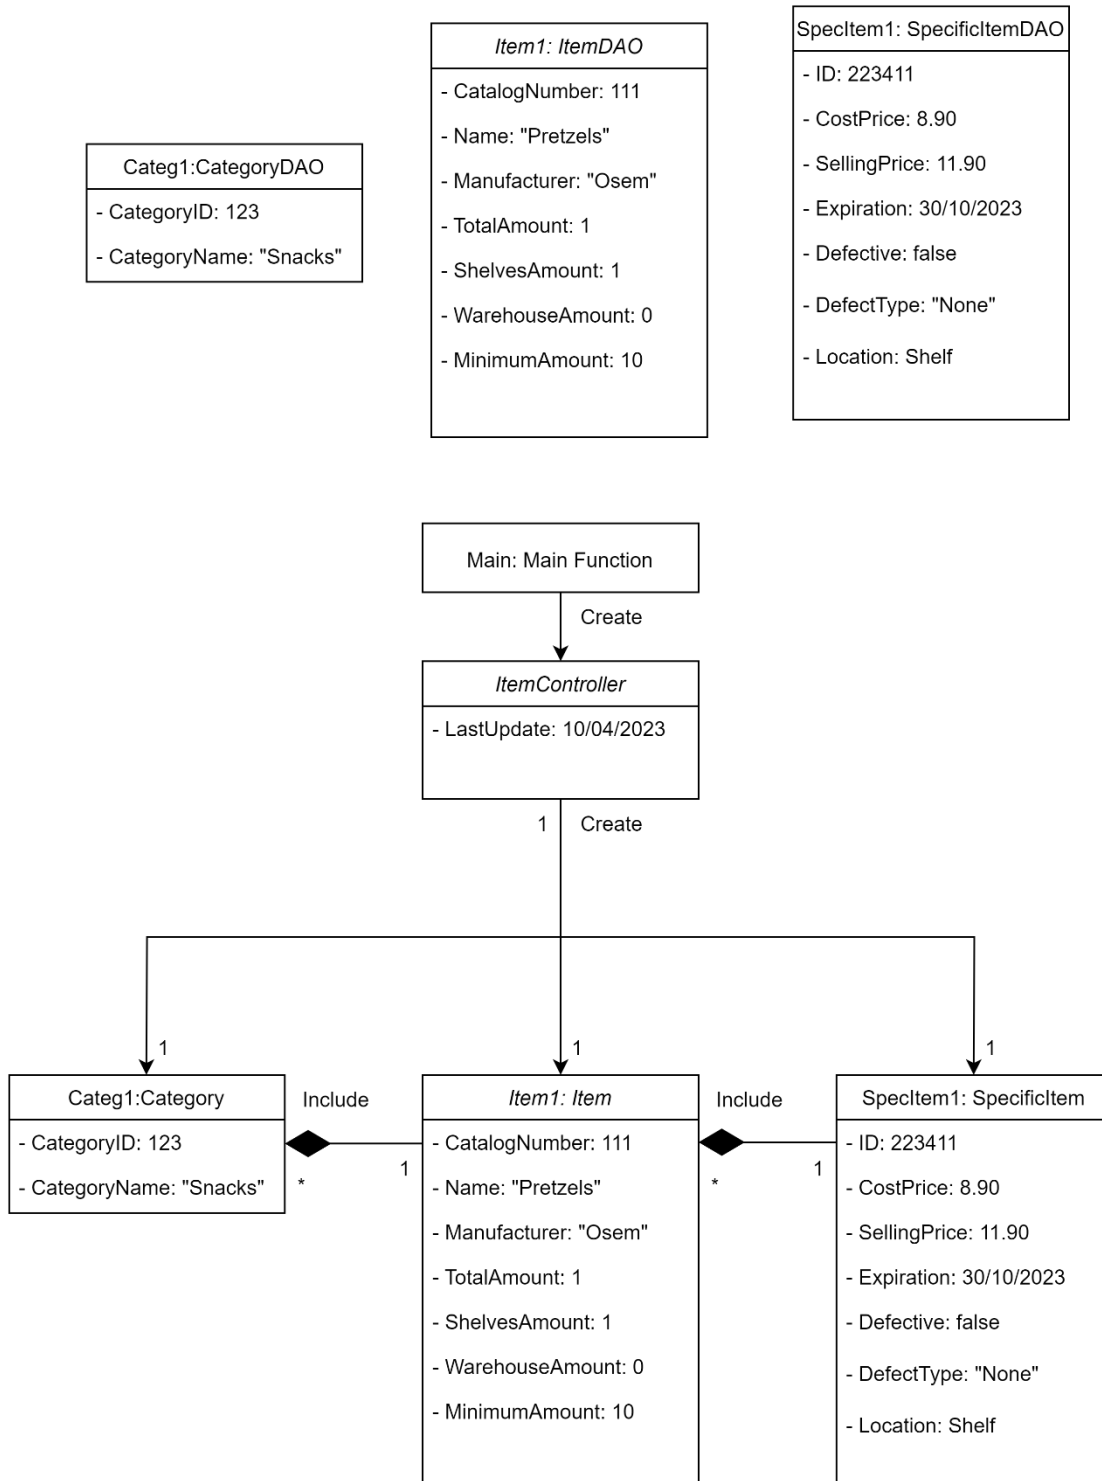 Categ1:CategoryDAO
- CategoryID: 123
- CategoryName: "Snacks"
Item1: ItemDAO
- CatalogNumber: 111
- Name: "Pretzels"
- Manufacturer: "Osem"
- TotalAmount: 1
- ShelvesAmount: 1
- WarehouseAmount: 0
- MinimumAmount: 10
SpecItem1: SpecificItemDAO
- ID: 223411
- CostPrice: 8.90
- SellingPrice: 11.90
- Expiration: 30/10/2023
- Defective: false
- DefectType: "None"
- Location: Shelf
Main: Main Function
Create
ItemController
- LastUpdate: 10/04/2023
1
Create
1
1
1
Categ1:Category
- CategoryID: 123
- CategoryName: "Snacks"
Include
1
*
Item1: Item
- CatalogNumber: 111
- Name: "Pretzels"
- Manufacturer: "Osem"
- TotalAmount: 1
- ShelvesAmount: 1
- WarehouseAmount: 0
- MinimumAmount: 10
Include
1
*
SpecItem1: SpecificItem
- ID: 223411
- CostPrice: 8.90
- SellingPrice: 11.90
- Expiration: 30/10/2023
- Defective: false
- DefectType: "None"
- Location: Shelf